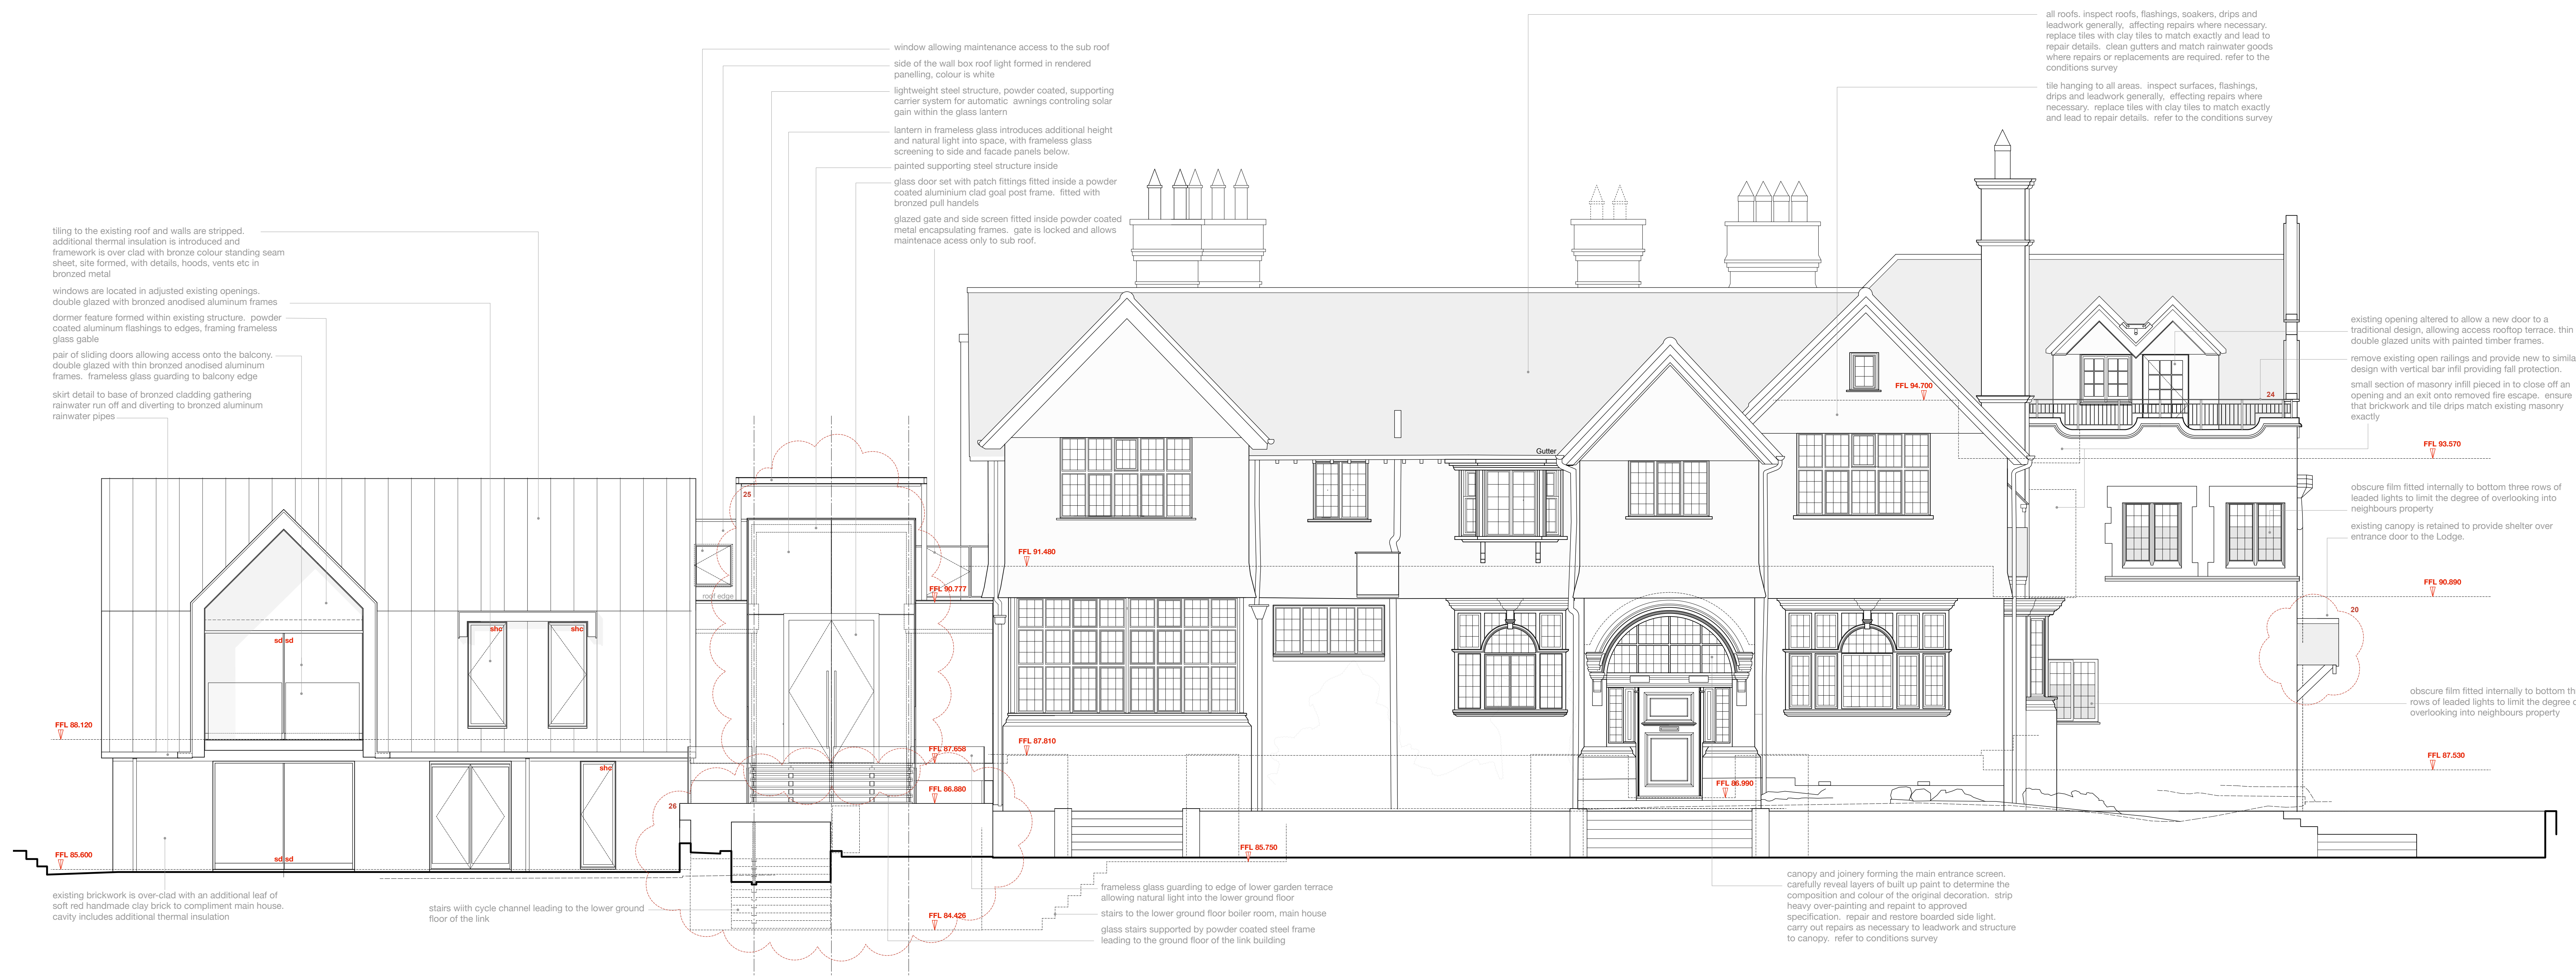 all roofs. inspect roofs, flashings, soakers, drips and
leadwork generally, affecting repairs where necessary.
replace tiles with clay tiles to match exactly and lead to
repair details. clean gutters and match rainwater goods
where repairs or replacements are required. refer to the
conditions survey
tile hanging to all areas. inspect surfaces, flashings,
drips and leadwork generally, effecting repairs where
necessary. replace tiles with clay tiles to match exactly
and lead to repair details. refer to the conditions survey
window allowing maintenance access to the sub roof
side of the wall box roof light formed in rendered
panelling, colour is white
lightweight steel structure, powder coated, supporting
carrier system for automatic awnings controling solar
gain within the glass lantern
lantern in frameless glass introduces additional height
and natural light into space, with frameless glass
screening to side and facade panels below.
painted supporting steel structure inside
glass door set with patch fittings fitted inside a powder
coated aluminium clad goal post frame. fitted with
bronzed pull handels
glazed gate and side screen fitted inside powder coated
metal encapsulating frames. gate is locked and allows
maintenace acess only to sub roof.
tiling to the existing roof and walls are stripped.
additional thermal insulation is introduced and
framework is over clad with bronze colour standing seam
sheet, site formed, with details, hoods, vents etc in
bronzed metal
windows are located in adjusted existing openings.
double glazed with bronzed anodised aluminum frames
dormer feature formed within existing structure. powder
coated aluminum flashings to edges, framing frameless
glass gable
pair of sliding doors allowing access onto the balcony.
double glazed with thin bronzed anodised aluminum
frames. frameless glass guarding to balcony edge
skirt detail to base of bronzed cladding gathering
rainwater run off and diverting to bronzed aluminum
rainwater pipes
existing opening altered to allow a new door to a
traditional design, allowing access rooftop terrace. thin
double glazed units with painted timber frames.
remove existing open railings and provide new to simila
design with vertical bar infil providing fall protection.
small section of masonry infill pieced in to close off an
opening and an exit onto removed fire escape. ensure
that brickwork and tile drips match existing masonry
exactly
FFL 94.700
24
FFL 93.570
Gutter
25
obscure film fitted internally to bottom three rows of
leaded lights to limit the degree of overlooking into
neighbours property
existing canopy is retained to provide shelter over
entrance door to the Lodge.
FFL 91.480
FFL 90.777
roof edge
FFL 90.890
20
shc
shc
sd sd
obscure film fitted internally to bottom th
rows of leaded lights to limit the degree o
overlooking into neighbours property
FFL 88.120
FFL 87.810
FFL 87.658
FFL 87.530
shc
FFL 86.880
FFL 86.990
26
FFL 85.600
sd sd
FFL 85.750
existing brickwork is over-clad with an additional leaf of
soft red handmade clay brick to compliment main house.
cavity includes additional thermal insulation
stairs wiith cycle channel leading to the lower ground
floor of the link
FFL 84.426
frameless glass guarding to edge of lower garden terrace
allowing natural light into the lower ground floor
stairs to the lower ground floor boiler room, main house
glass stairs supported by powder coated steel frame
leading to the ground floor of the link building
canopy and joinery forming the main entrance screen.
carefully reveal layers of built up paint to determine the
composition and colour of the original decoration. strip
heavy over-painting and repaint to approved
specification. repair and restore boarded side light.
carry out repairs as necessary to leadwork and structure
to canopy. refer to conditions survey